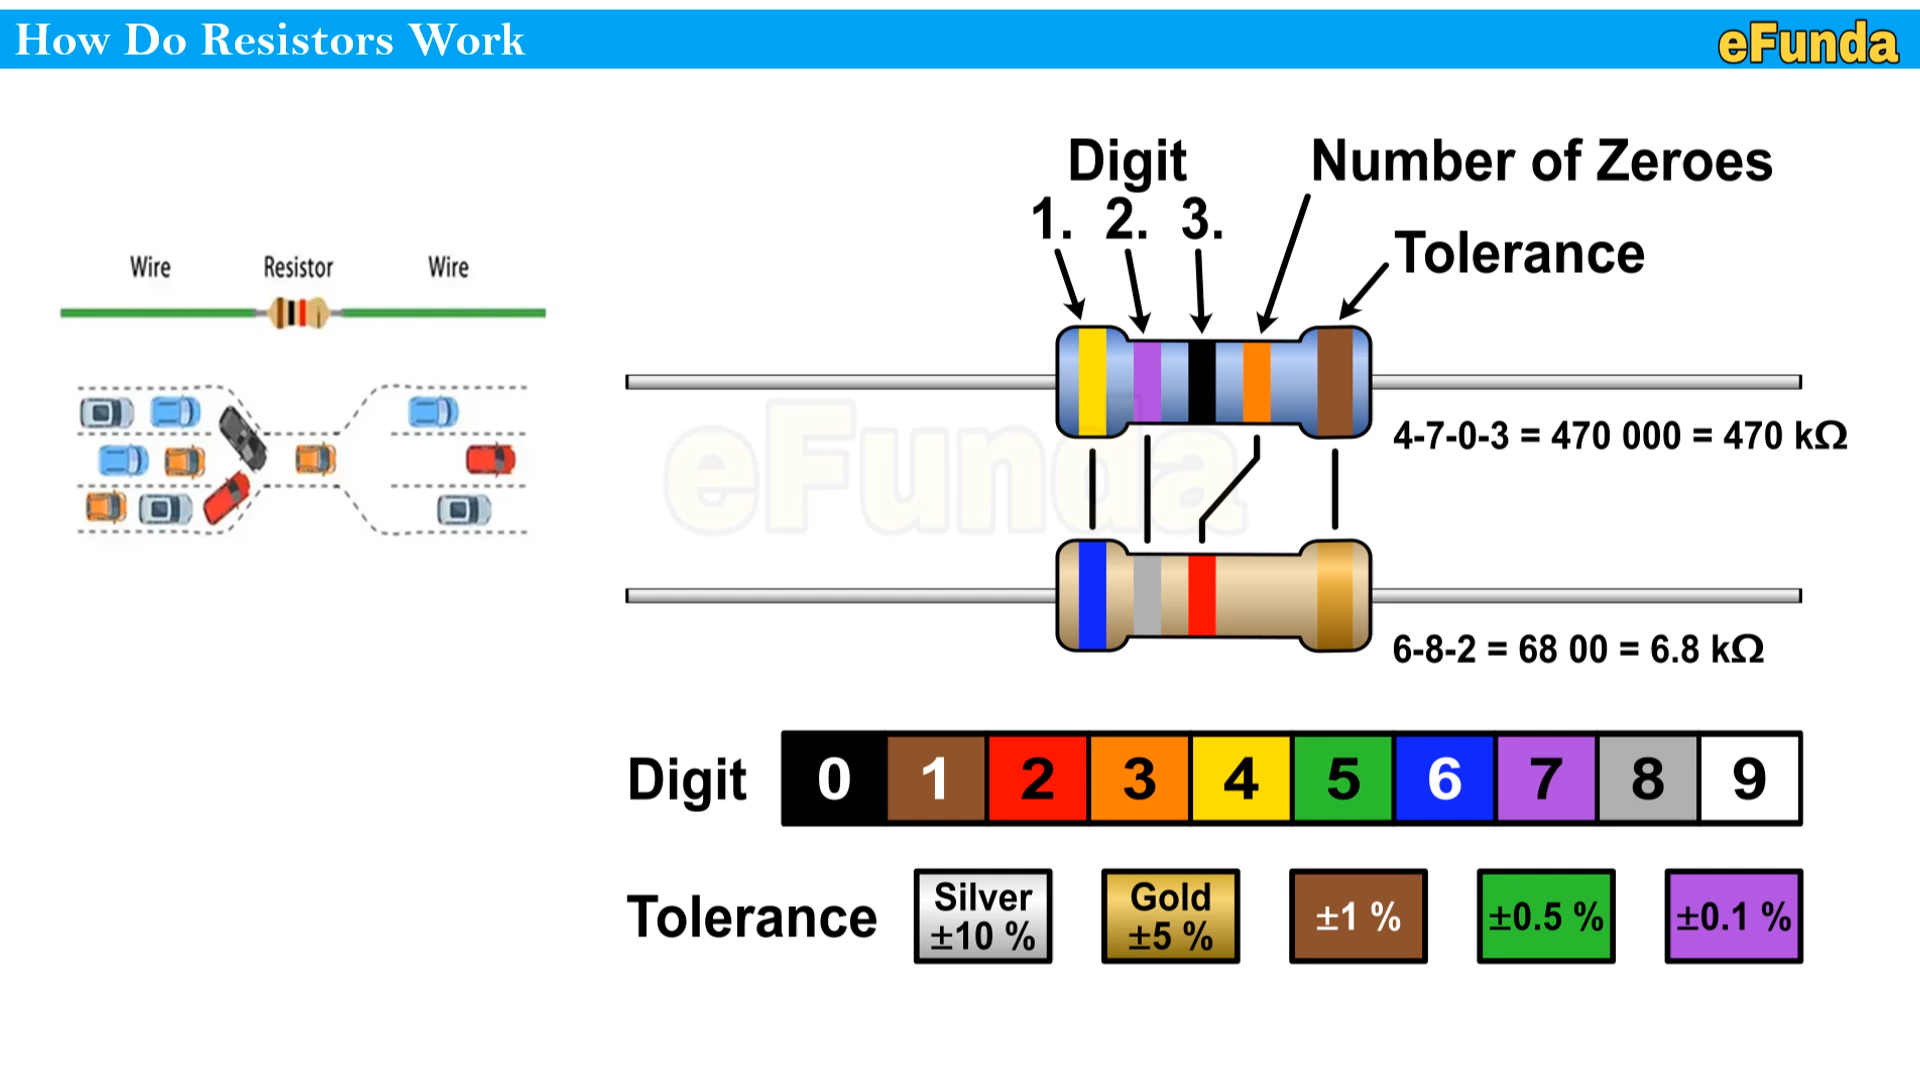 How Do Resistors Work
eFunda
Wire Resistor Wire
Digit
1. 2. 3.
Number of Zeroes
Tolerance
4-7-0-3 = 470 000 = 470 kΩ
eFunda
6-8-2 = 68 00 = 6.8 kΩ
Digit 0 1 2 3 4 5 6 7 8 9
Tolerance
Silver
±10 %
Gold
±5 %
±1 %
±0.5 %
±0.1 %